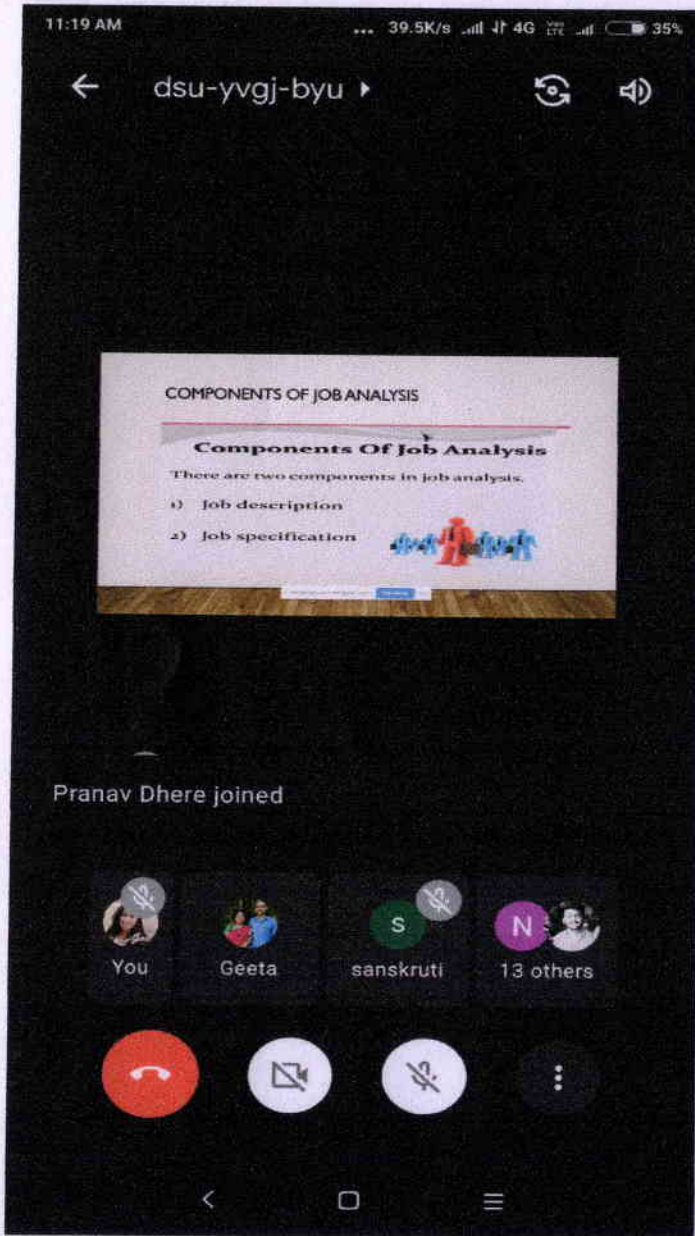 11:19 AM ... 39.5K/s 4G Vo LTE 35%
dsu-yvgj-byu
COMPONENTS OF JOB ANALYSIS
Components Of Job Analysis
There are two components in job analysis.
1) Job description
2) Job specification
Pranav Dhere joined
S N
You Geeta sanskruti 13 others